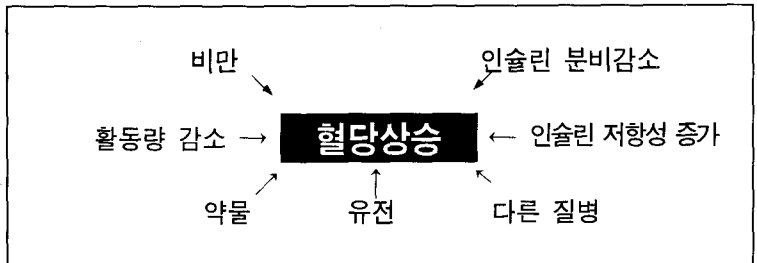 비만 인슐린 분비감소
활동량 감소 → 혈당상승 ← 인슐린 저항성 증가
약물 유전 다른 질병